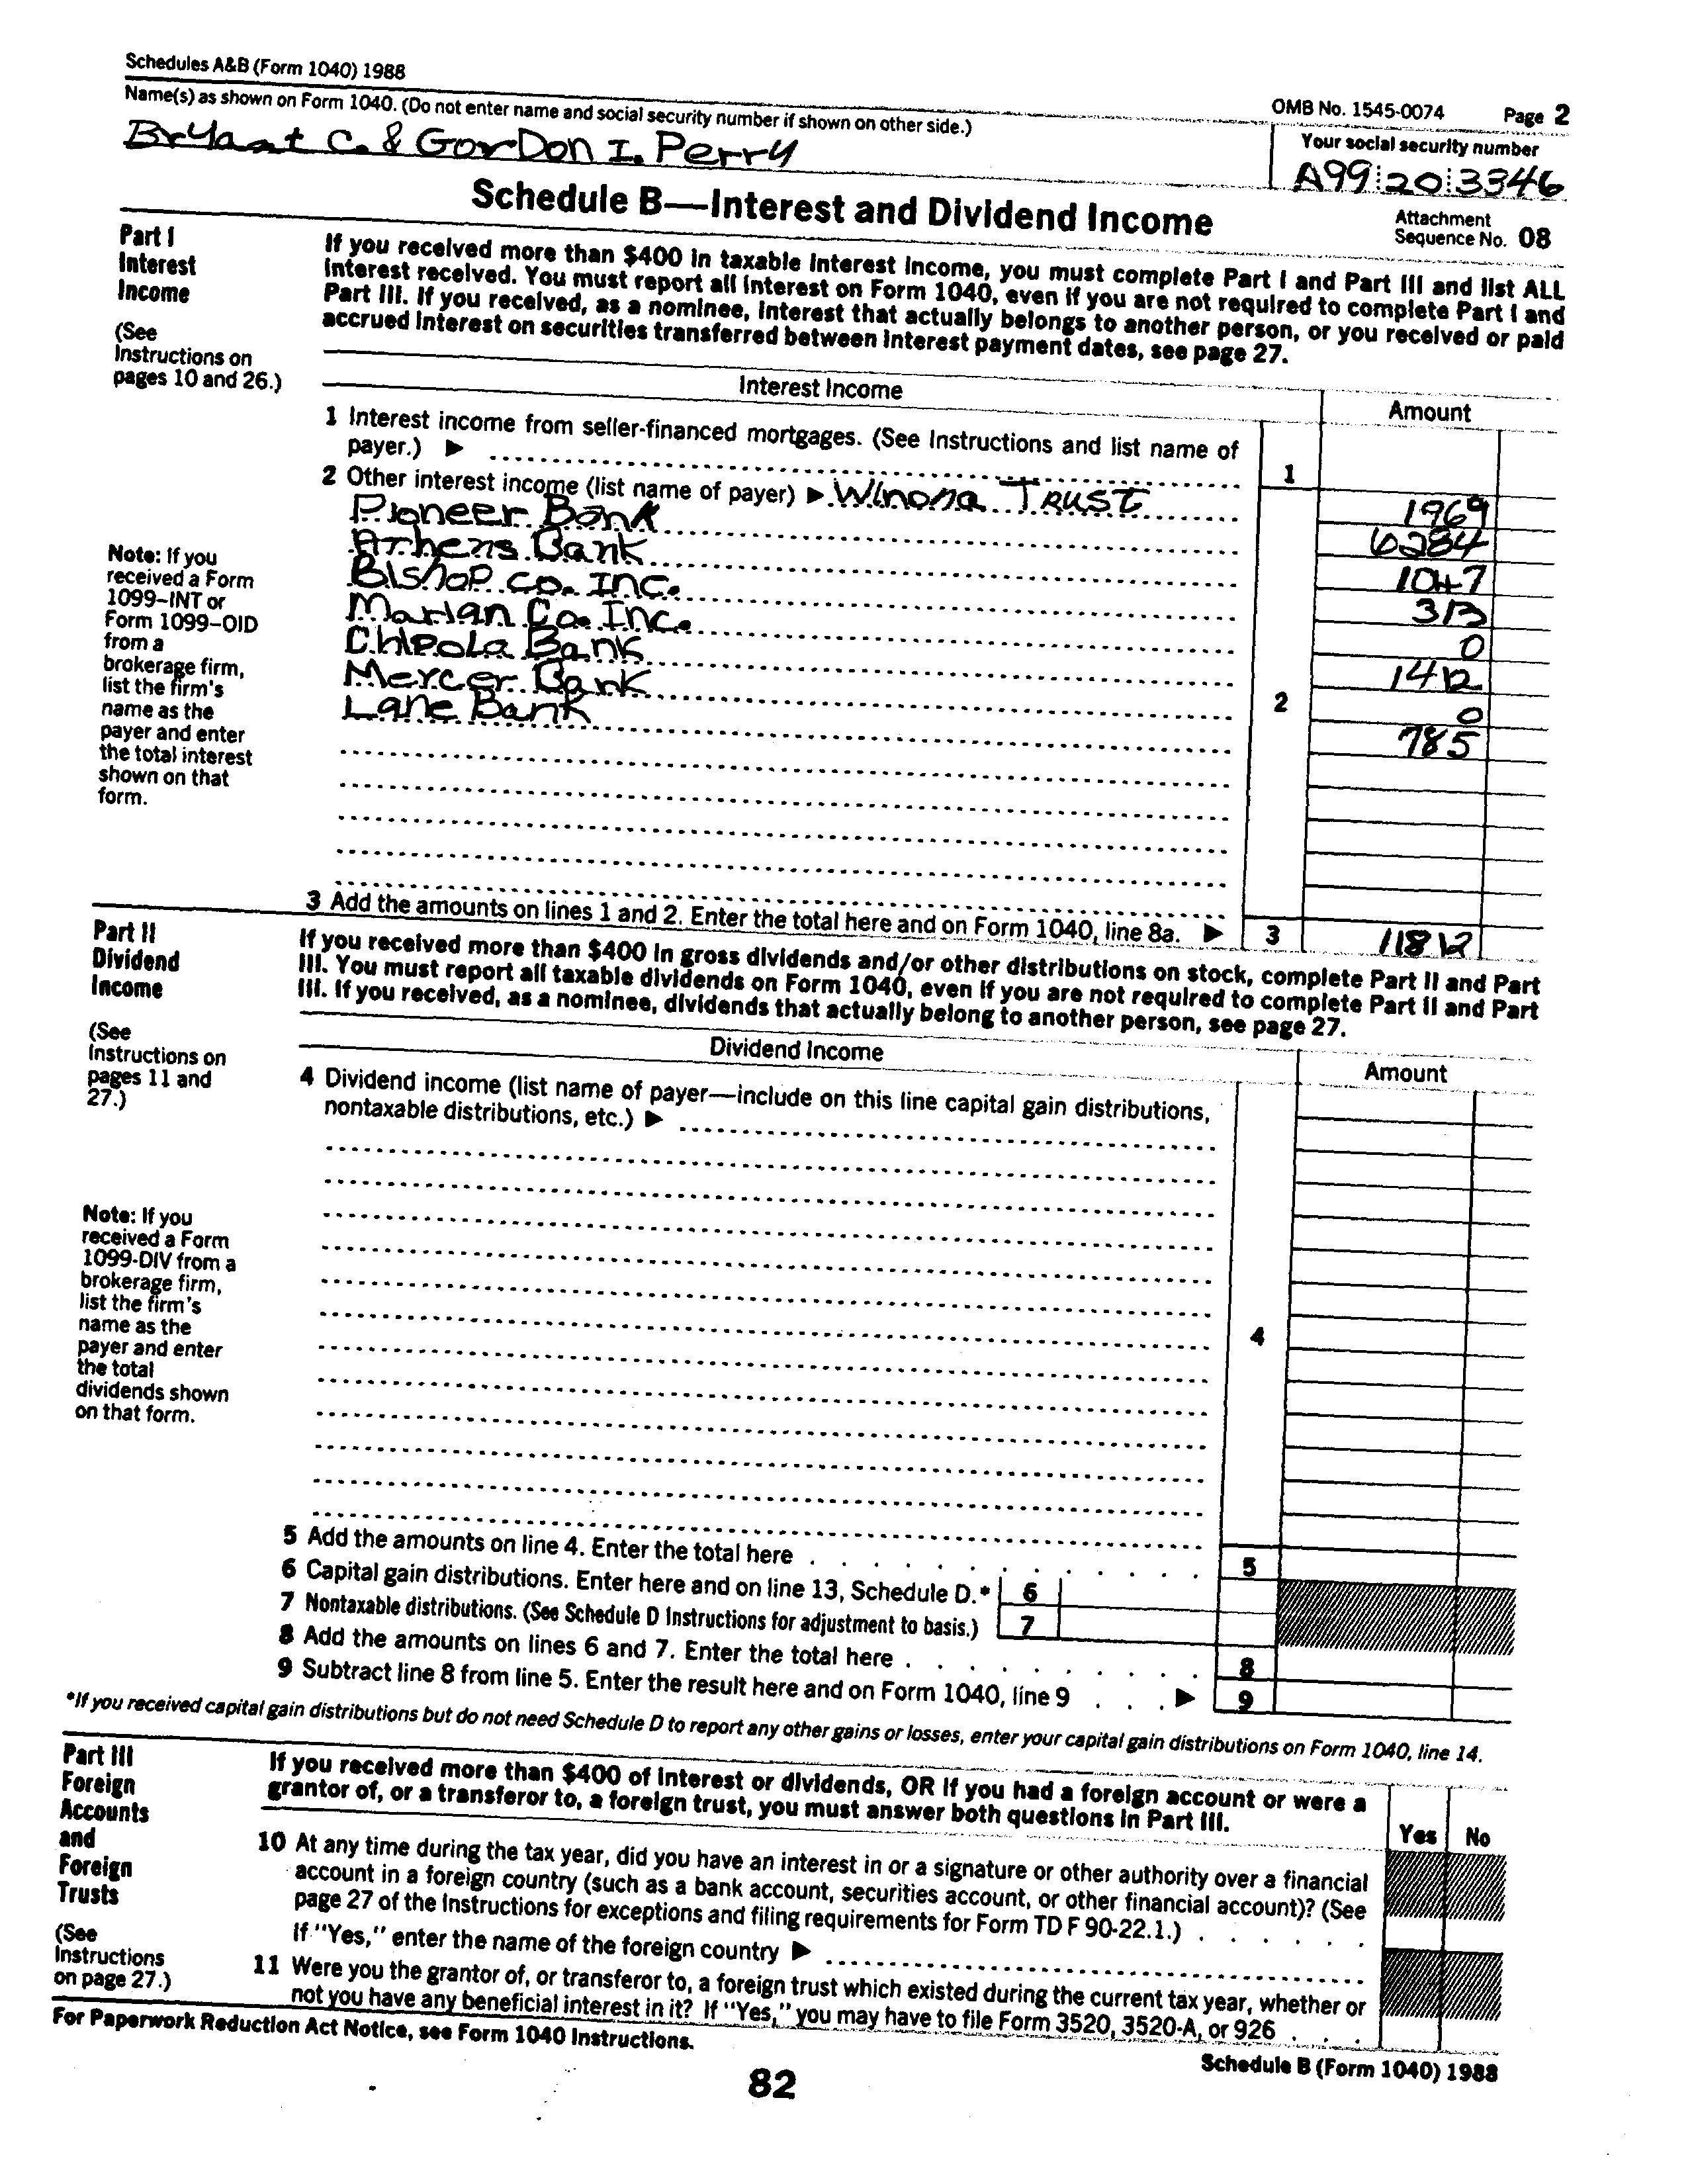 Schedules A&B (Form 1040) 1988
OMB No. 1545-0074 Page 2
Name(s) as shown on Form 1040. (Do not enter name and social security number if shown on other side.)
Your social security number
Bryant C. & GorDon I. Perry
A99 20 3346
Schedule B—Interest and Dividend Income
Attachment
Sequence No. 08
Part I
Interest
Income
(See
Instructions on
pages 10 and 26.)
If you received more than $400 in taxable interest income, you must complete Part I and Part III and list ALL
interest received. You must report all interest on Form 1040, even if you are not required to complete Part I and
Part III. If you received, as a nominee, interest that actually belongs to another person, or you received or paid
accrued interest on securities transferred between interest payment dates, see page 27.
Interest Income
Amount
1 Interest income from seller-financed mortgages. (See Instructions and list name of
payer.) ▶
1
2 Other interest income (list name of payer) ▶ Winona Trust 1969
Pioneer Bank 6284
Athens Bank 1047
Bishop co. Inc. 313
Marian Co. Inc. 0
Chipola Bank 1412
Mercer Bank 0
Lane Bank 785
2
Note: If you
received a Form
1099–INT or
Form 1099–OID
from a
brokerage firm,
list the firm's
name as the
payer and enter
the total interest
shown on that
form.
3 Add the amounts on lines 1 and 2. Enter the total here and on Form 1040, line 8a. ▶ 3 11812
Part II
Dividend
Income
(See
Instructions on
pages 11 and
27.)
If you received more than $400 in gross dividends and/or other distributions on stock, complete Part II and Part
III. You must report all taxable dividends on Form 1040, even if you are not required to complete Part II and Part
III. If you received, as a nominee, dividends that actually belong to another person, see page 27.
Dividend Income
Amount
4 Dividend income (list name of payer—include on this line capital gain distributions,
nontaxable distributions, etc.) ▶
4
Note: If you
received a Form
1099-DIV from a
brokerage firm,
list the firm's
name as the
payer and enter
the total
dividends shown
on that form.
5 Add the amounts on line 4. Enter the total here . . . . . . . . . . . . 5
6 Capital gain distributions. Enter here and on line 13, Schedule D.* 6
7 Nontaxable distributions. (See Schedule D Instructions for adjustment to basis.) 7
8 Add the amounts on lines 6 and 7. Enter the total here . . . . . . . . . 8
9 Subtract line 8 from line 5. Enter the result here and on Form 1040, line 9 . . . ▶ 9
*If you received capital gain distributions but do not need Schedule D to report any other gains or losses, enter your capital gain distributions on Form 1040, line 14.
Part III
Foreign
Accounts
and
Foreign
Trusts
(See
Instructions
on page 27.)
If you received more than $400 of interest or dividends, OR if you had a foreign account or were a
grantor of, or a transferor to, a foreign trust, you must answer both questions in Part III.
Yes No
10 At any time during the tax year, did you have an interest in or a signature or other authority over a financial
account in a foreign country (such as a bank account, securities account, or other financial account)? (See
page 27 of the Instructions for exceptions and filing requirements for Form TD F 90-22.1.) . . . . . .
If "Yes," enter the name of the foreign country ▶
11 Were you the grantor of, or transferor to, a foreign trust which existed during the current tax year, whether or
not you have any beneficial interest in it? If "Yes," you may have to file Form 3520, 3520-A, or 926 . . .
For Paperwork Reduction Act Notice, see Form 1040 Instructions.
Schedule B (Form 1040) 1988
82